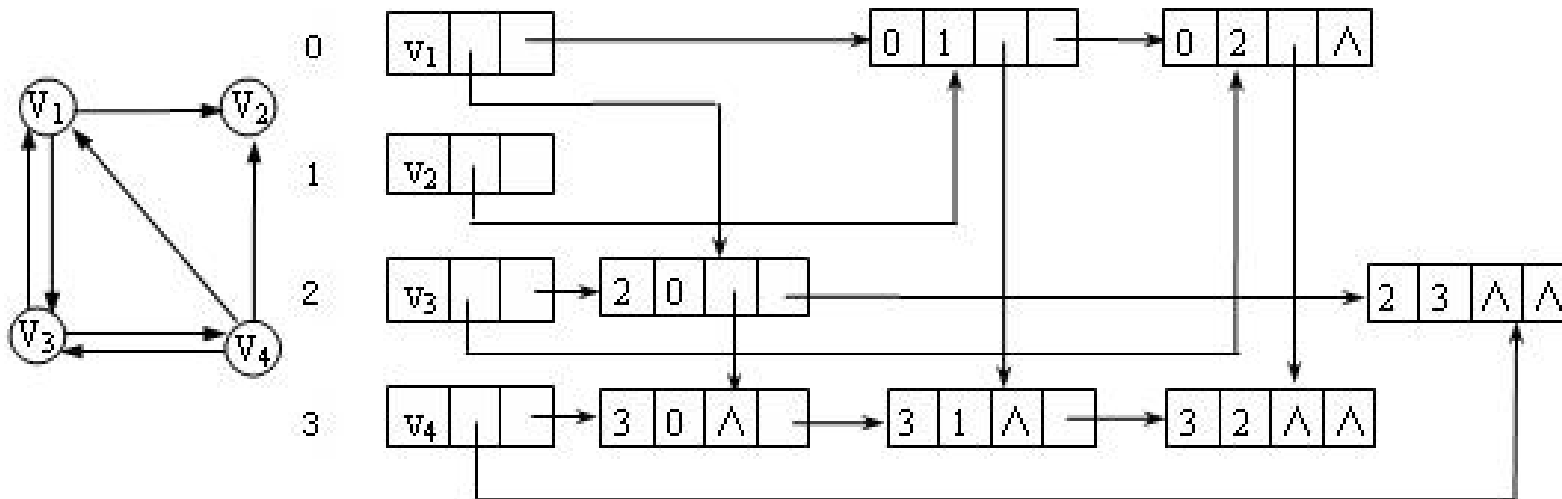 V1 V2
V3 V4
0 v1 0 1 0 2 ∧
1 v2
2 v3 2 0 2 3 ∧ ∧
3 v4 3 0 ∧ 3 1 ∧ 3 2 ∧ ∧